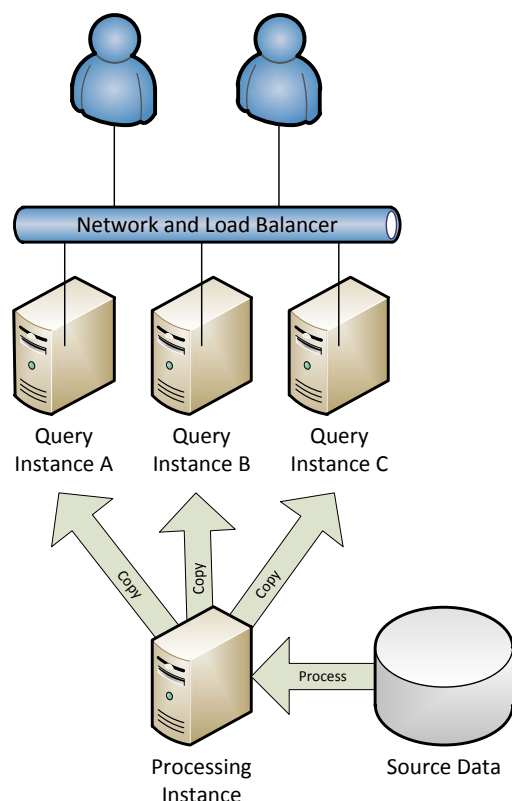 Network and Load Balancer
Query
Instance A
Query
Instance B
Query
Instance C
Copy
Copy
Copy
Process
Processing
Instance
Source Data